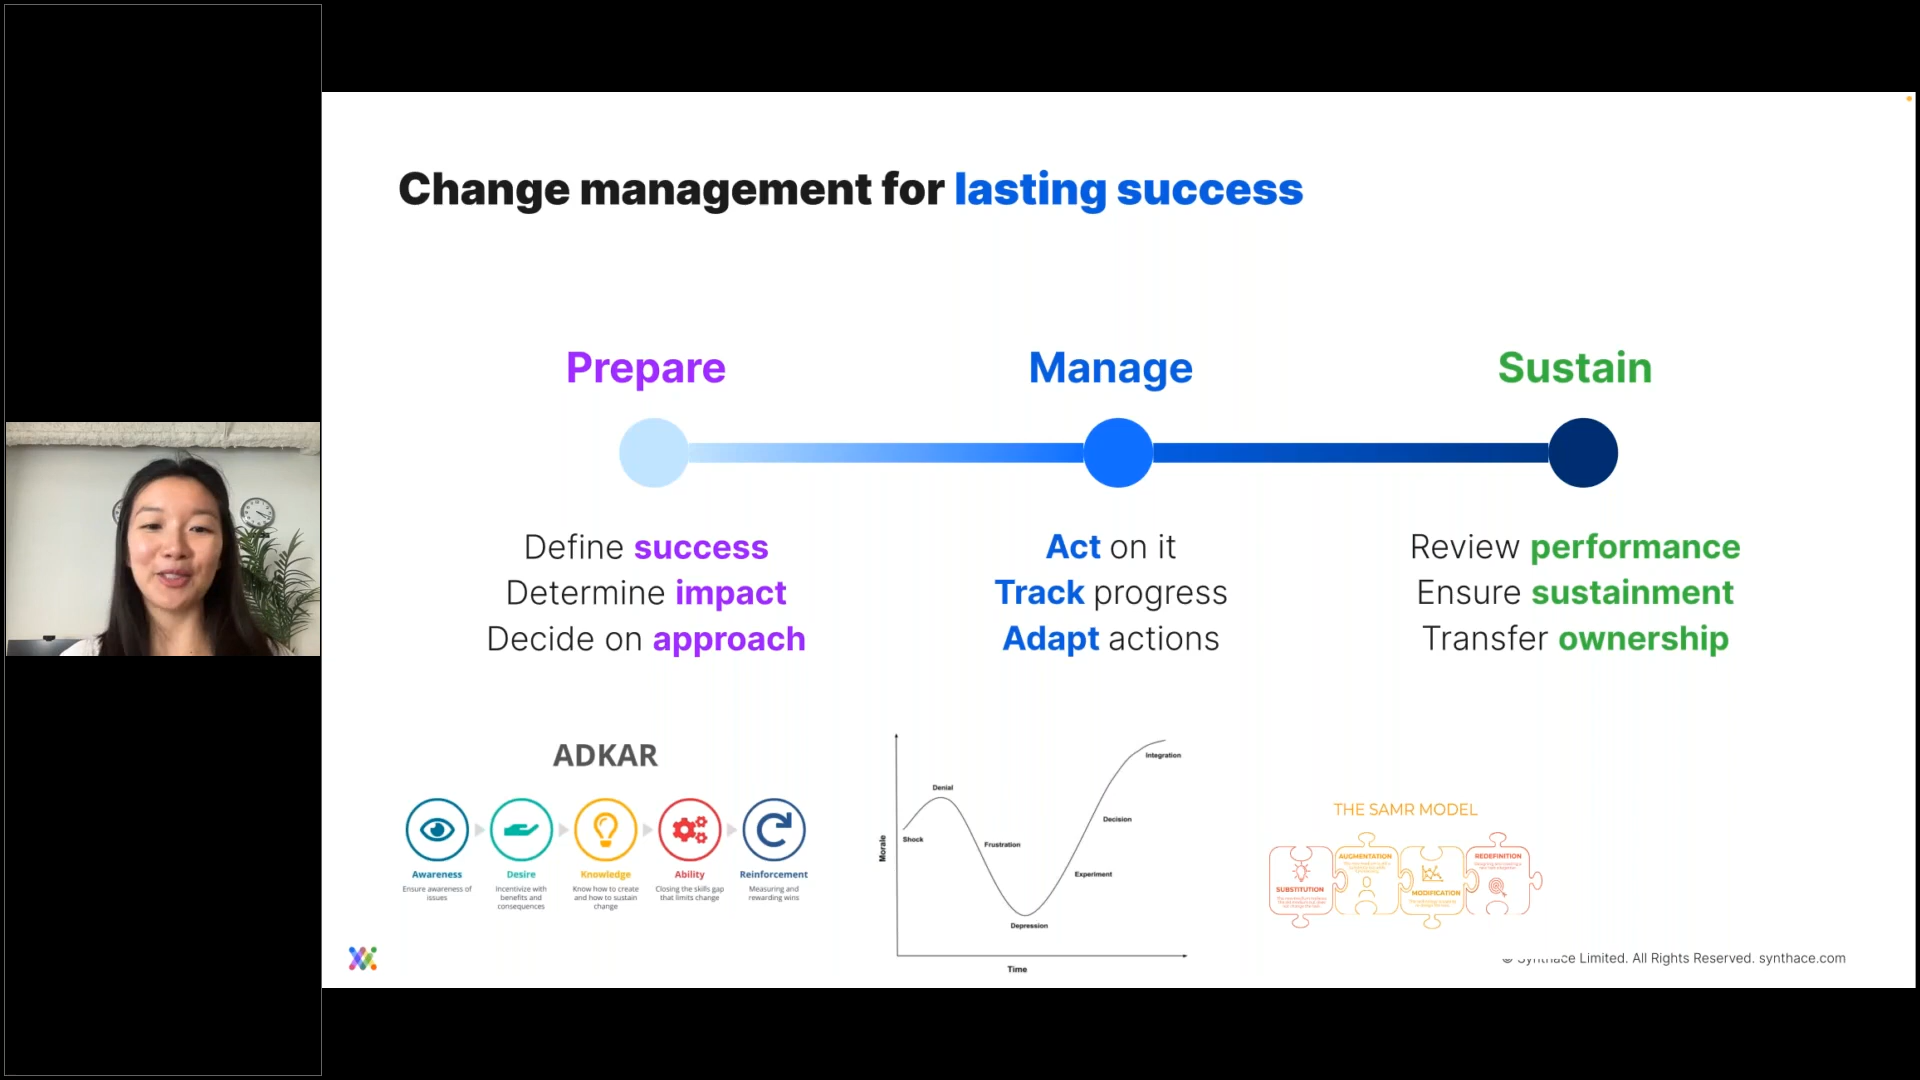 Change management for lasting success
Prepare
Manage
Sustain
Define success
Determine impact
Decide on approach
Act on it
Track progress
Adapt actions
Review performance
Ensure sustainment
Transfer ownership
ADKAR
Awareness
Ensure awareness of
issues
Desire
Incentivize with
benefits and
consequences
Knowledge
Know how to create
and how to sustain
change
Ability
Closing the skills gap
that limits change
Reinforcement
Measuring and
rewarding wins
Morale
Shock
Denial
Frustration
Depression
Experiment
Decision
Integration
Time
THE SAMR MODEL
SUBSTITUTION
AUGMENTATION
MODIFICATION
REDEFINITION
© Synthace Limited. All Rights Reserved. synthace.com